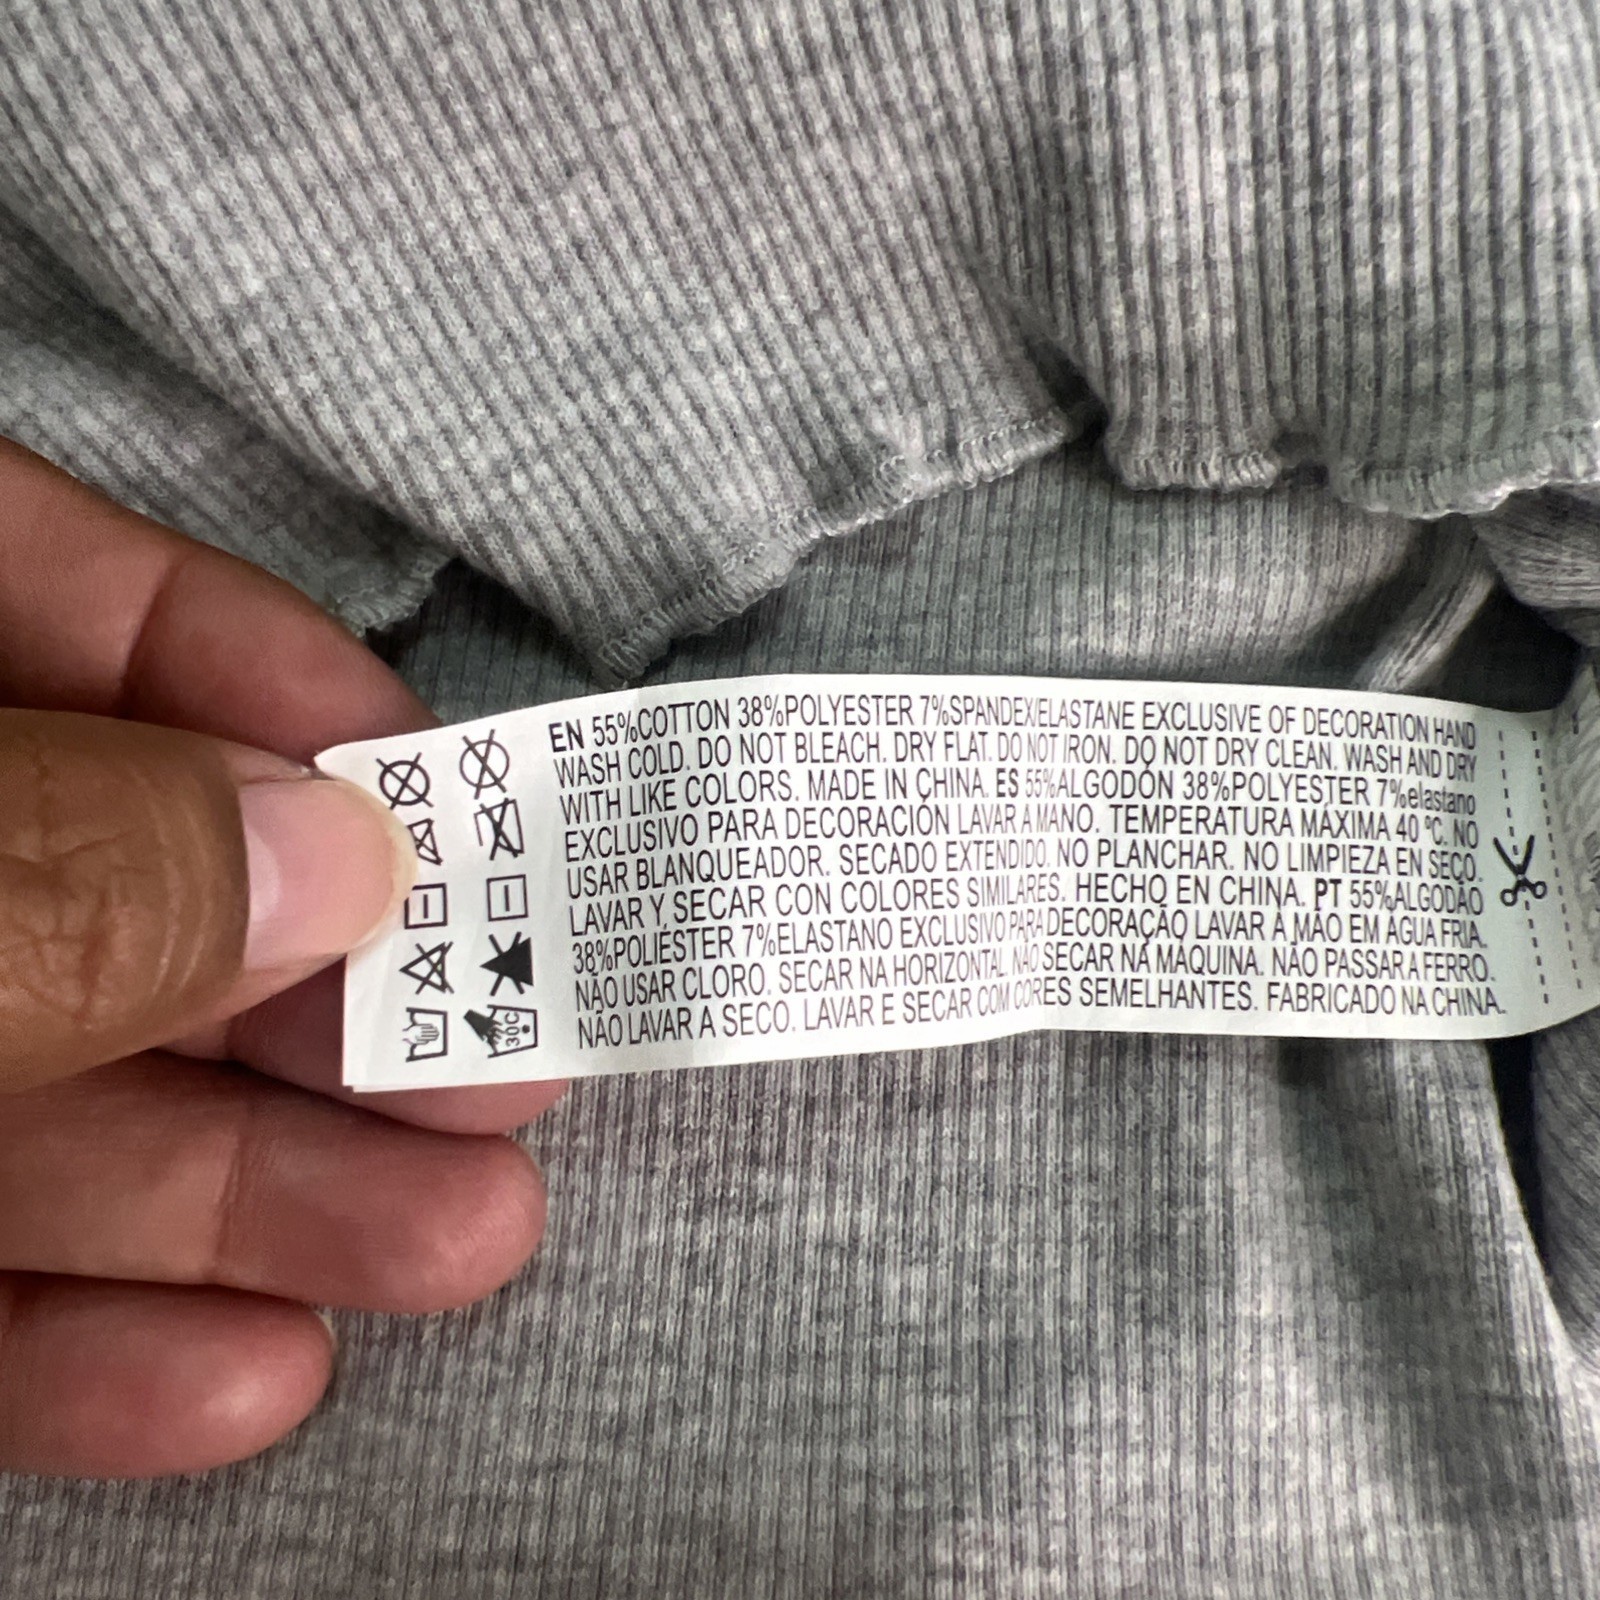 EN 55%COTTON 38%POLYESTER 7%SPANDEX/ELASTANE EXCLUSIVE OF DECORATION HAND
WASH COLD. DO NOT BLEACH. DRY FLAT. DO NOT IRON. DO NOT DRY CLEAN. WASH AND DRY
WITH LIKE COLORS. MADE IN CHINA. ES 55%ALGODÓN 38%POLYESTER 7%elastano
EXCLUSIVO PARA DECORACIÓN LAVAR A MANO. TEMPERATURA MÁXIMA 40 ºC. NO
USAR BLANQUEADOR. SECADO EXTENDIDO. NO PLANCHAR. NO LIMPIEZA EN SECO.
LAVAR Y SECAR CON COLORES SIMILARES. HECHO EN CHINA. PT 55%ALGODÃO
38%POLIÉSTER 7%ELASTANO EXCLUSIVO PARA DECORAÇÃO LAVAR À MÃO EM ÁGUA FRIA.
NÃO USAR CLORO. SECAR NA HORIZONTAL. NÃO SECAR NA MÁQUINA. NÃO PASSAR A FERRO.
NÃO LAVAR A SECO. LAVAR E SECAR COM CORES SEMELHANTES. FABRICADO NA CHINA.
30C